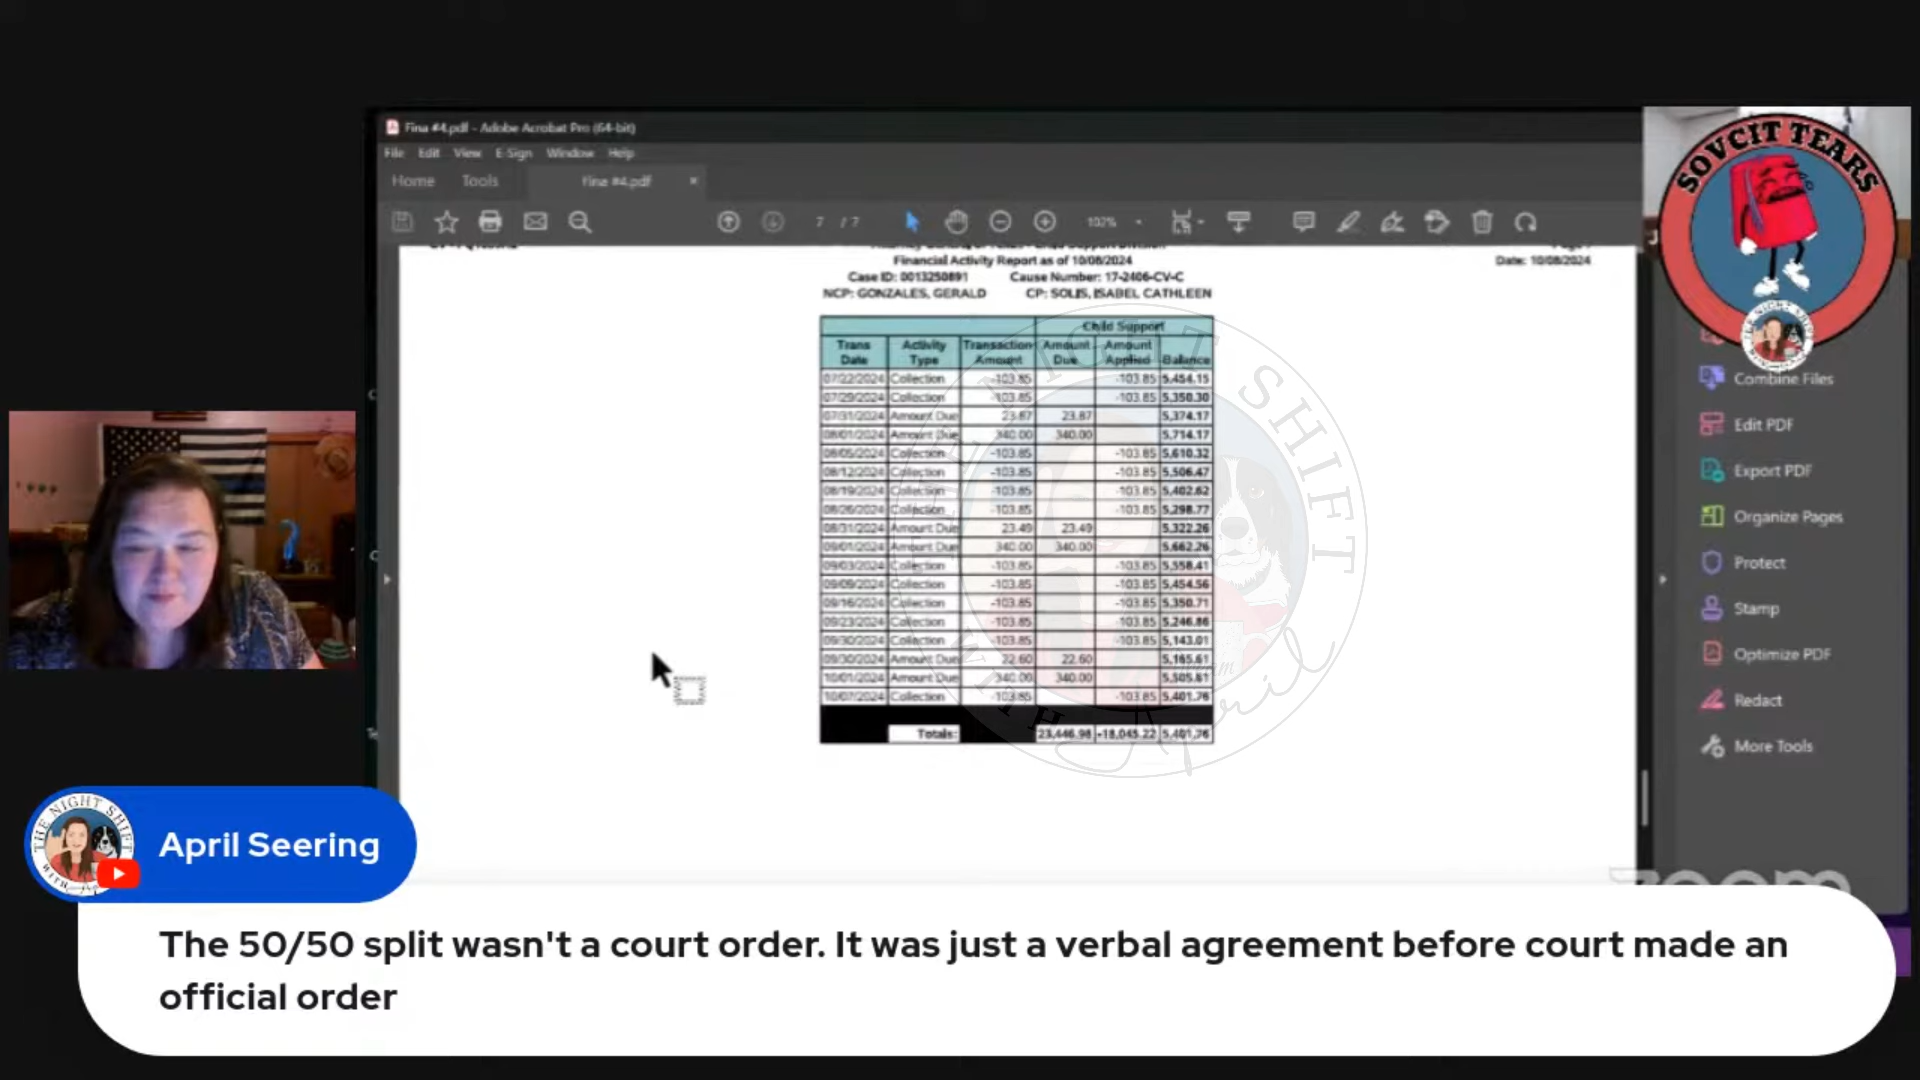 Fina #4.pdf - Adobe Acrobat Pro (64-bit)
File Edit View E-Sign Window Help
Home Tools Fina #4.pdf ×
7 / 7 102%
Financial Activity Report as of 10/08/2024
Date: 10/08/2024
Case ID: 0013250891 Cause Number: 17-2406-CV-C
NCP: GONZALES, GERALD CP: SOLIS, ISABEL CATHLEEN
Child Support
Trans Date Activity Type Transaction Amount Amount Due Amount Applied Balance
07/22/2024 Collection -103.85 -103.85 5,454.15
07/29/2024 Collection -103.85 -103.85 5,350.30
07/31/2024 Amount Due 23.87 23.87 5,374.17
08/01/2024 Amount Due 340.00 340.00 5,714.17
08/05/2024 Collection -103.85 -103.85 5,610.32
08/12/2024 Collection -103.85 -103.85 5,506.47
08/19/2024 Collection -103.85 -103.85 5,402.62
08/26/2024 Collection -103.85 -103.85 5,298.77
08/31/2024 Amount Due 23.49 23.49 5,322.26
09/01/2024 Amount Due 340.00 340.00 5,662.26
09/03/2024 Collection -103.85 -103.85 5,558.41
09/09/2024 Collection -103.85 -103.85 5,454.56
09/16/2024 Collection -103.85 -103.85 5,350.71
09/23/2024 Collection -103.85 -103.85 5,246.86
09/30/2024 Collection -103.85 -103.85 5,143.01
09/30/2024 Amount Due 22.60 22.60 5,165.61
10/01/2024 Amount Due 340.00 340.00 5,505.61
10/07/2024 Collection -103.85 -103.85 5,401.76
Totals: 23,446.98 -18,045.22 5,401.76
Combine Files
Edit PDF
Export PDF
Organize Pages
Protect
Stamp
Optimize PDF
Redact
More Tools
SOVCIT TEARS
THE NIGHT SHIFT WITH April
zoom
THE NIGHT SHIFT WITH
April Seering
The 50/50 split wasn't a court order. It was just a verbal agreement before court made an
official order